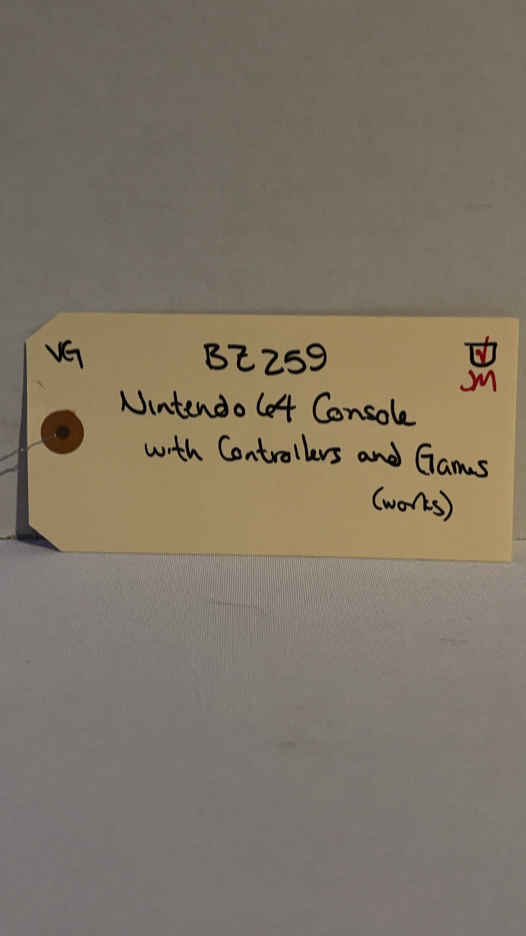 VG
BZ259
JM
Nintendo 64 Console
with Controllers and Games
(works)